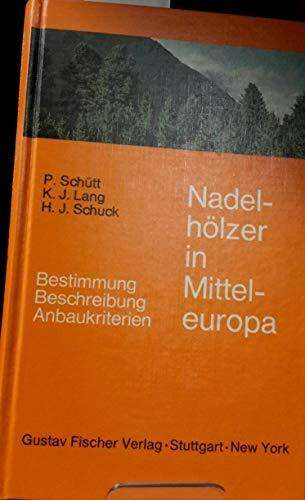 P. Schütt
K. J. Lang
H. J. Schuck
Nadel-
hölzer
in
Mittel-
europa
Bestimmung
Beschreibung
Anbaukriterien
Gustav Fischer Verlag · Stuttgart · New York